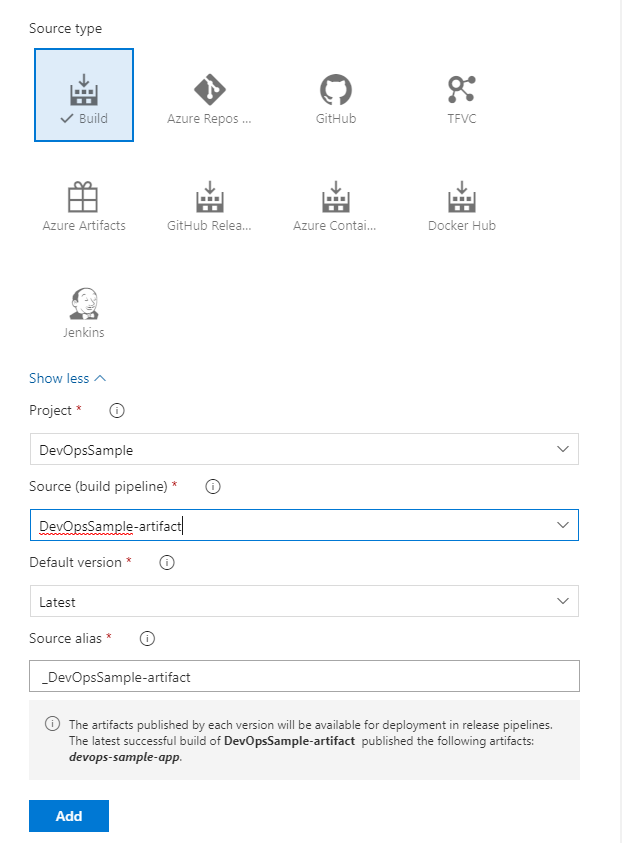 Source type
Build
Azure Repos ...
GitHub
TFVC
Azure Artifacts
GitHub Relea...
Azure Contai...
Docker Hub
Jenkins
Show less
Project *
DevOpsSample
Source (build pipeline) *
DevOpsSample-artifact
Default version *
Latest
Source alias *
_DevOpsSample-artifact
The artifacts published by each version will be available for deployment in release pipelines.
The latest successful build of DevOpsSample-artifact published the following artifacts:
devops-sample-app.
Add